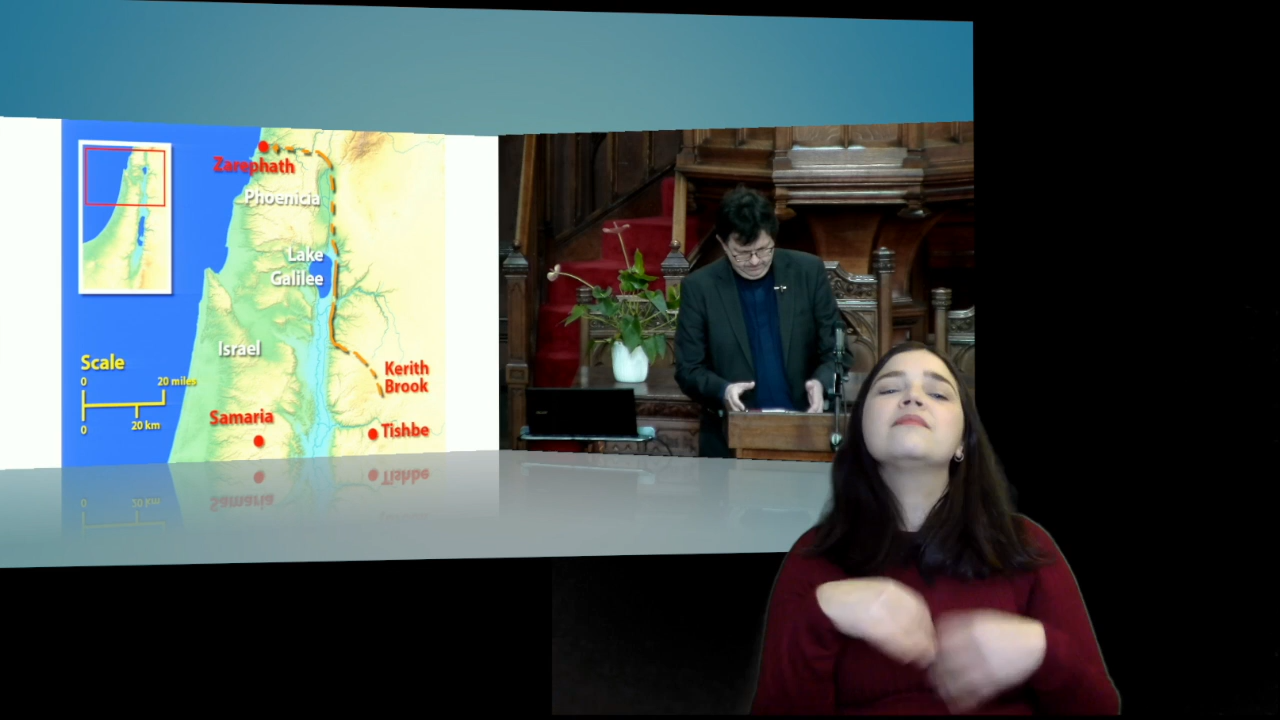 Zarephath
Phoenicia
Lake
Galilee
Israel
Scale
0 20 miles
0 20 km
Kerith
Brook
Samaria
Tishbe